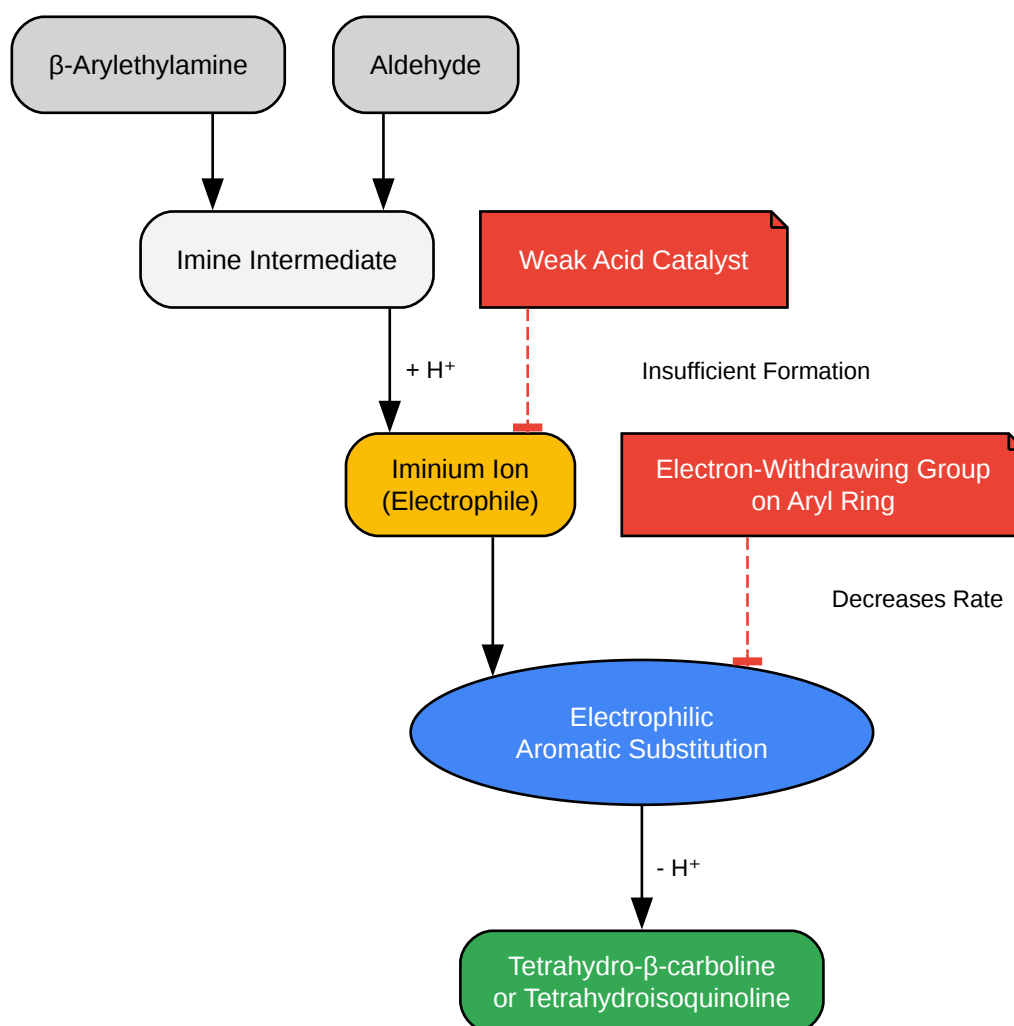 β-Arylethylamine
Aldehyde
Imine Intermediate
Weak Acid Catalyst
+ H⁺
Insufficient Formation
Iminium Ion
(Electrophile)
Electron-Withdrawing Group
on Aryl Ring
Decreases Rate
Electrophilic
Aromatic Substitution
- H⁺
Tetrahydro-β-carboline
or Tetrahydroisoquinoline